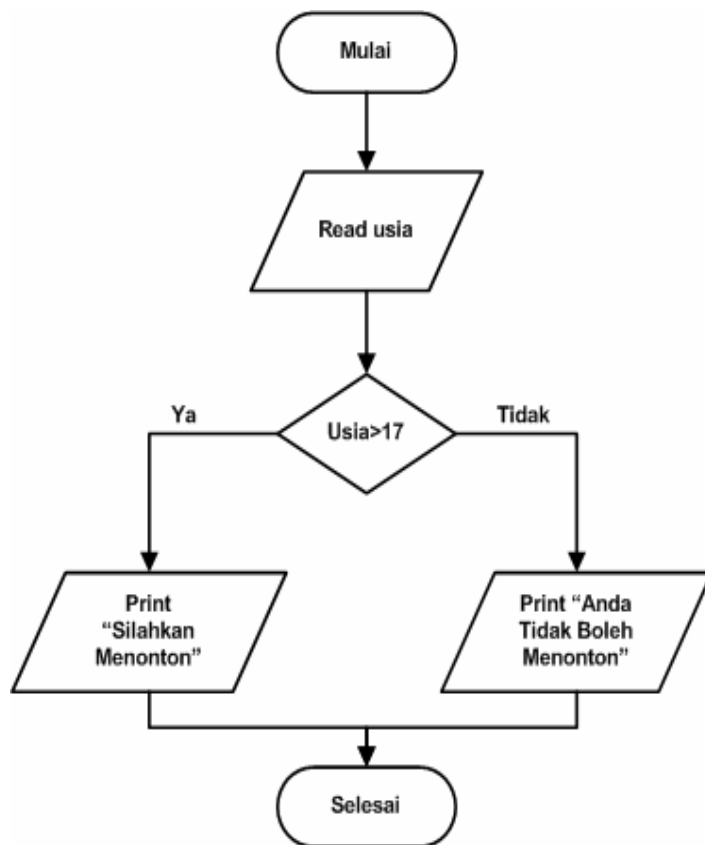 Mulai
Read usia
Usia>17
Ya
Tidak
Print
“Silahkan
Menonton”
Print “Anda
Tidak Boleh
Menonton”
Selesai